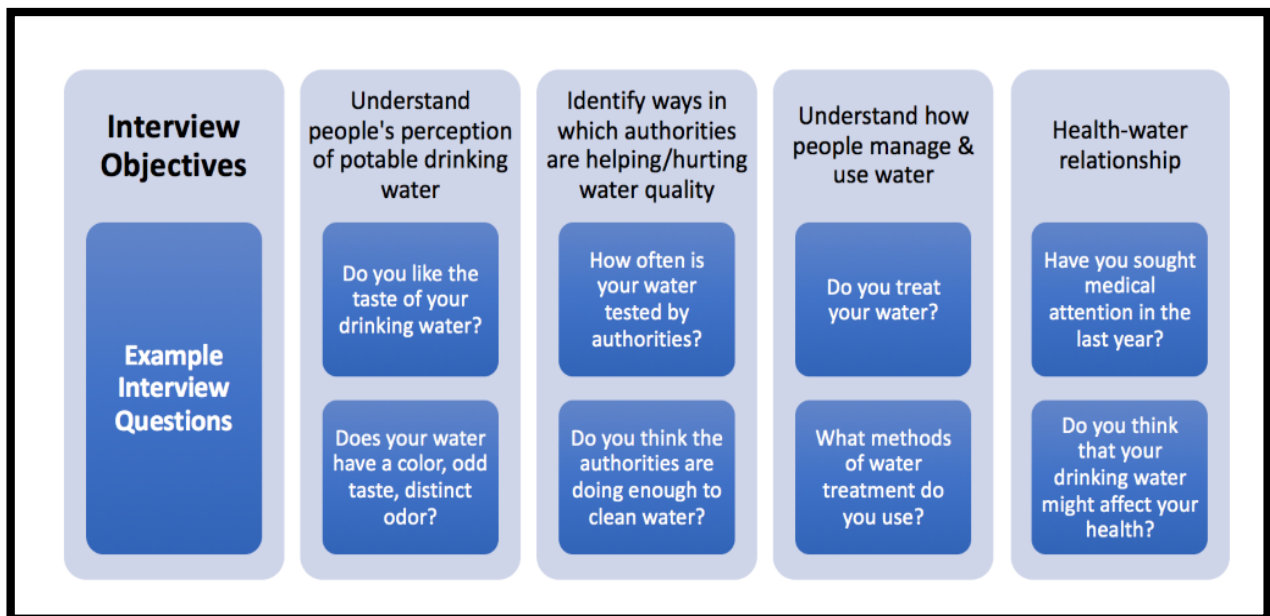 Interview
Objectives
Example
Interview
Questions
Understand
people's perception
of potable drinking
water
Do you like the
taste of your
drinking water?
Does your water
have a color, odd
taste, distinct
odor?
Identify ways in
which authorities
are helping/hurting
water quality
How often is
your water
tested by
authorities?
Do you think the
authorities are
doing enough to
clean water?
Understand how
people manage &
use water
Do you treat
your water?
What methods
of water
treatment do
you use?
Health-water
relationship
Have you sought
medical
attention in the
last year?
Do you think
that your
drinking water
might affect your
health?